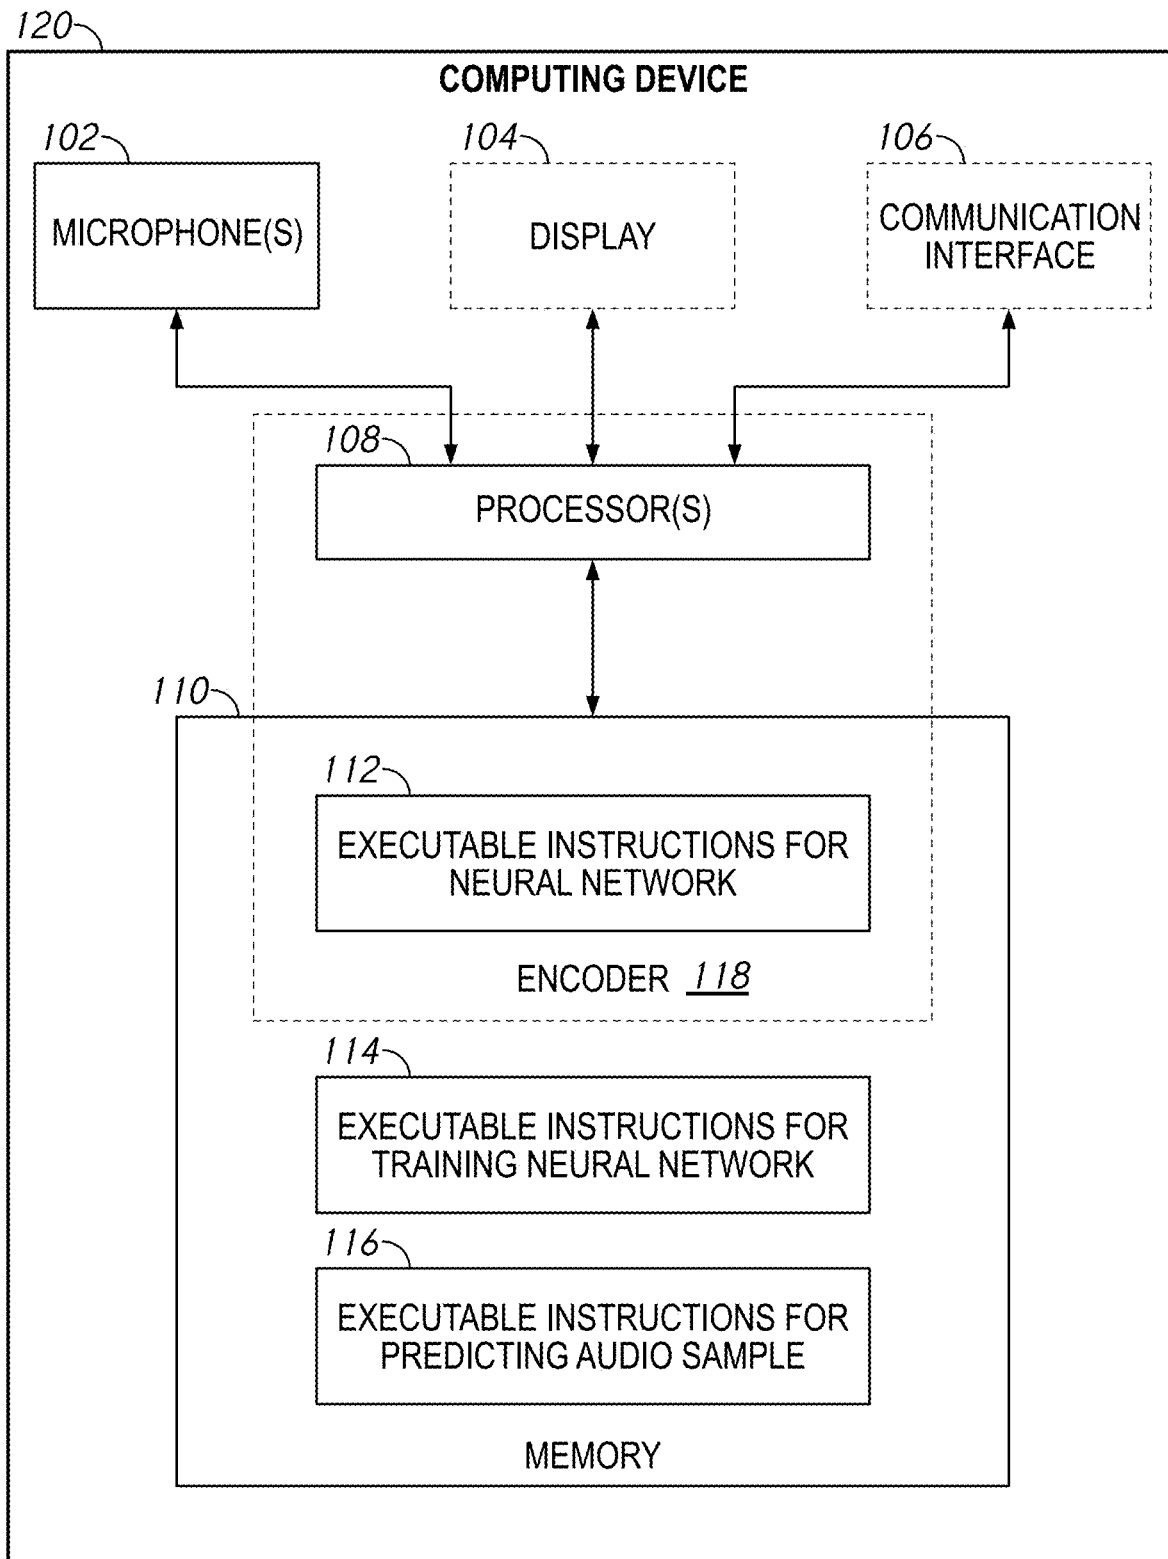 120
COMPUTING DEVICE
102
104
106
MICROPHONE(S)
DISPLAY
COMMUNICATION
INTERFACE
108
PROCESSOR(S)
110
112
EXECUTABLE INSTRUCTIONS FOR
NEURAL NETWORK
ENCODER 118
114
EXECUTABLE INSTRUCTIONS FOR
TRAINING NEURAL NETWORK
116
EXECUTABLE INSTRUCTIONS FOR
PREDICTING AUDIO SAMPLE
MEMORY